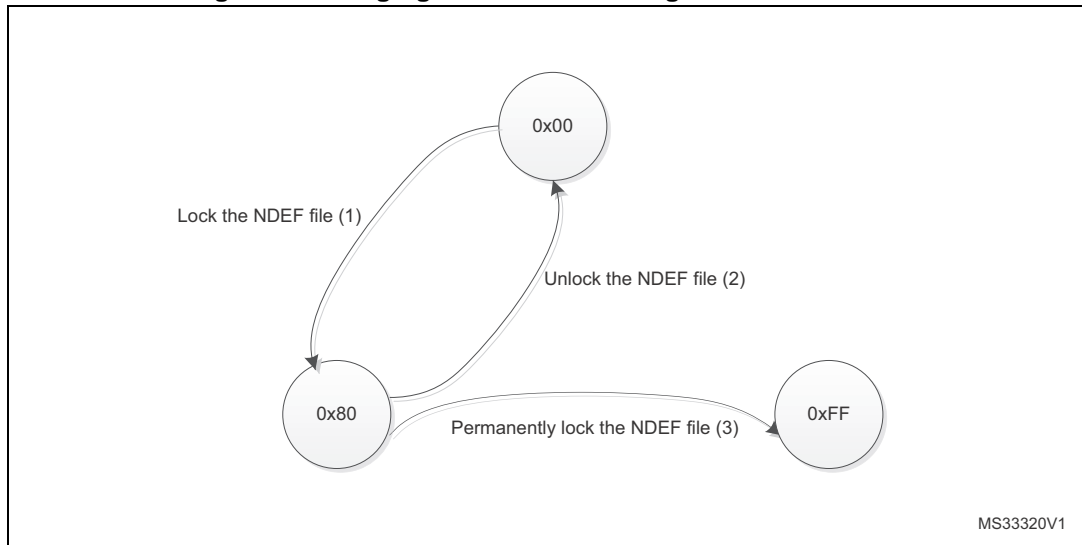 0x00
Lock the NDEF file (1)
Unlock the NDEF file (2)
0x80
0xFF
Permanently lock the NDEF file (3)
MS33320V1